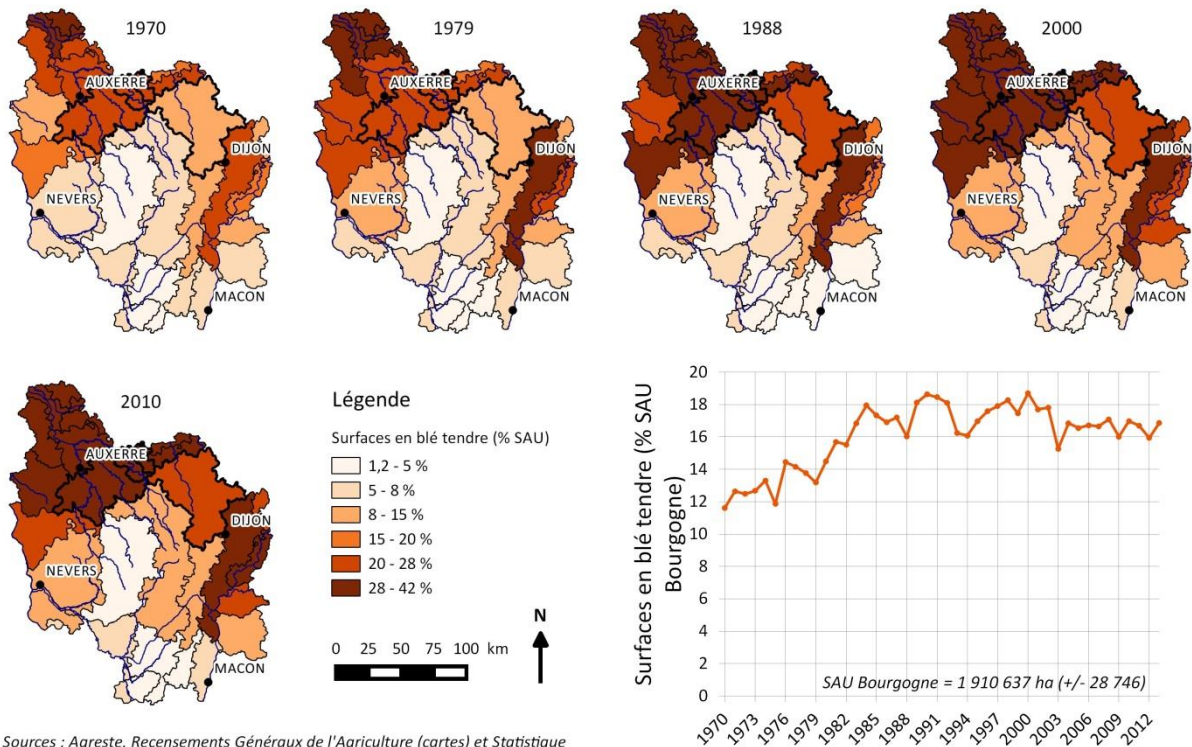 1970
AUXERRE
DIJON
NEVERS
MACON
1979
AUXERRE
DIJON
NEVERS
MACON
1988
AUXERRE
DIJON
NEVERS
MACON
2000
AUXERRE
DIJON
NEVERS
MACON
2010
AUXERRE
DIJON
NEVERS
MACON
Légende
Surfaces en blé tendre (% SAU)
1,2 - 5 %
5 - 8 %
8 - 15 %
15 - 20 %
20 - 28 %
28 - 42 %
0 25 50 75 100 km
N
Surfaces en blé tendre (% SAU
Bourgogne)
20
18
16
14
12
10
8
6
4
2
0
SAU Bourgogne = 1 910 637 ha (+/- 28 746)
1970 1973 1976 1979 1982 1985 1988 1991 1994 1997 2000 2003 2006 2009 2012
Sources : Agreste, Recensements Généraux de l'Agriculture (cartes) et Statistique